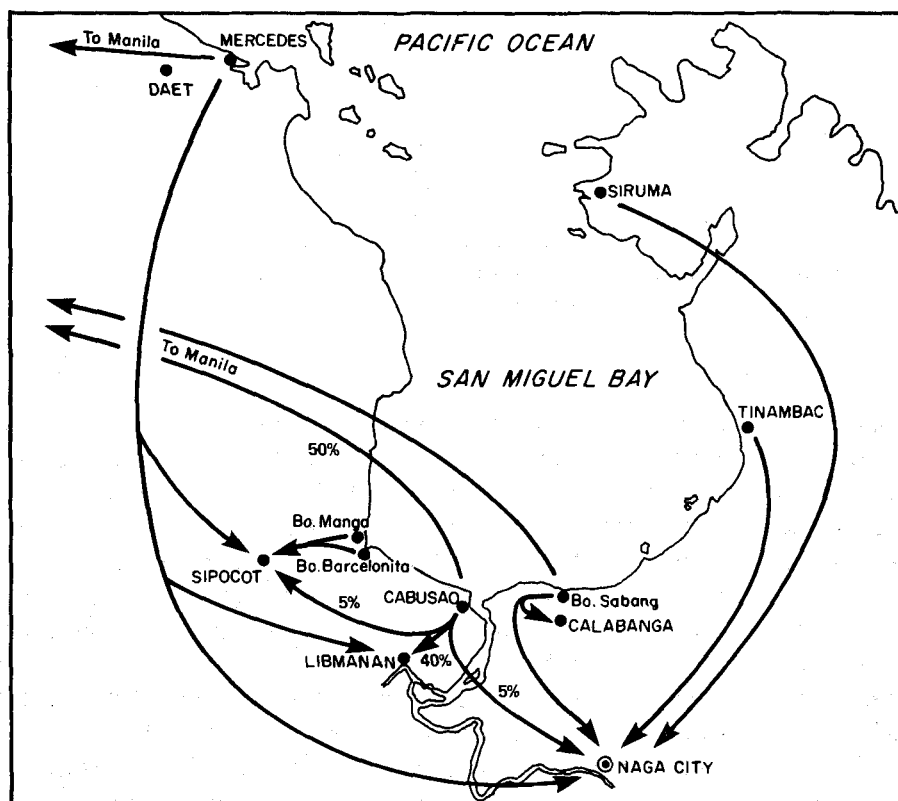 To Manila
MERCEDES
PACIFIC OCEAN
DAET
SIRUMA
To Manila
SAN MIGUEL BAY
TINAMBAC
50%
Bo. Manga
SIPOCOT
Bo. Barcelonita
5%
CABUSAO
Bo. Sabang
CALABANGA
LIBMANAN
40%
5%
NAGA CITY